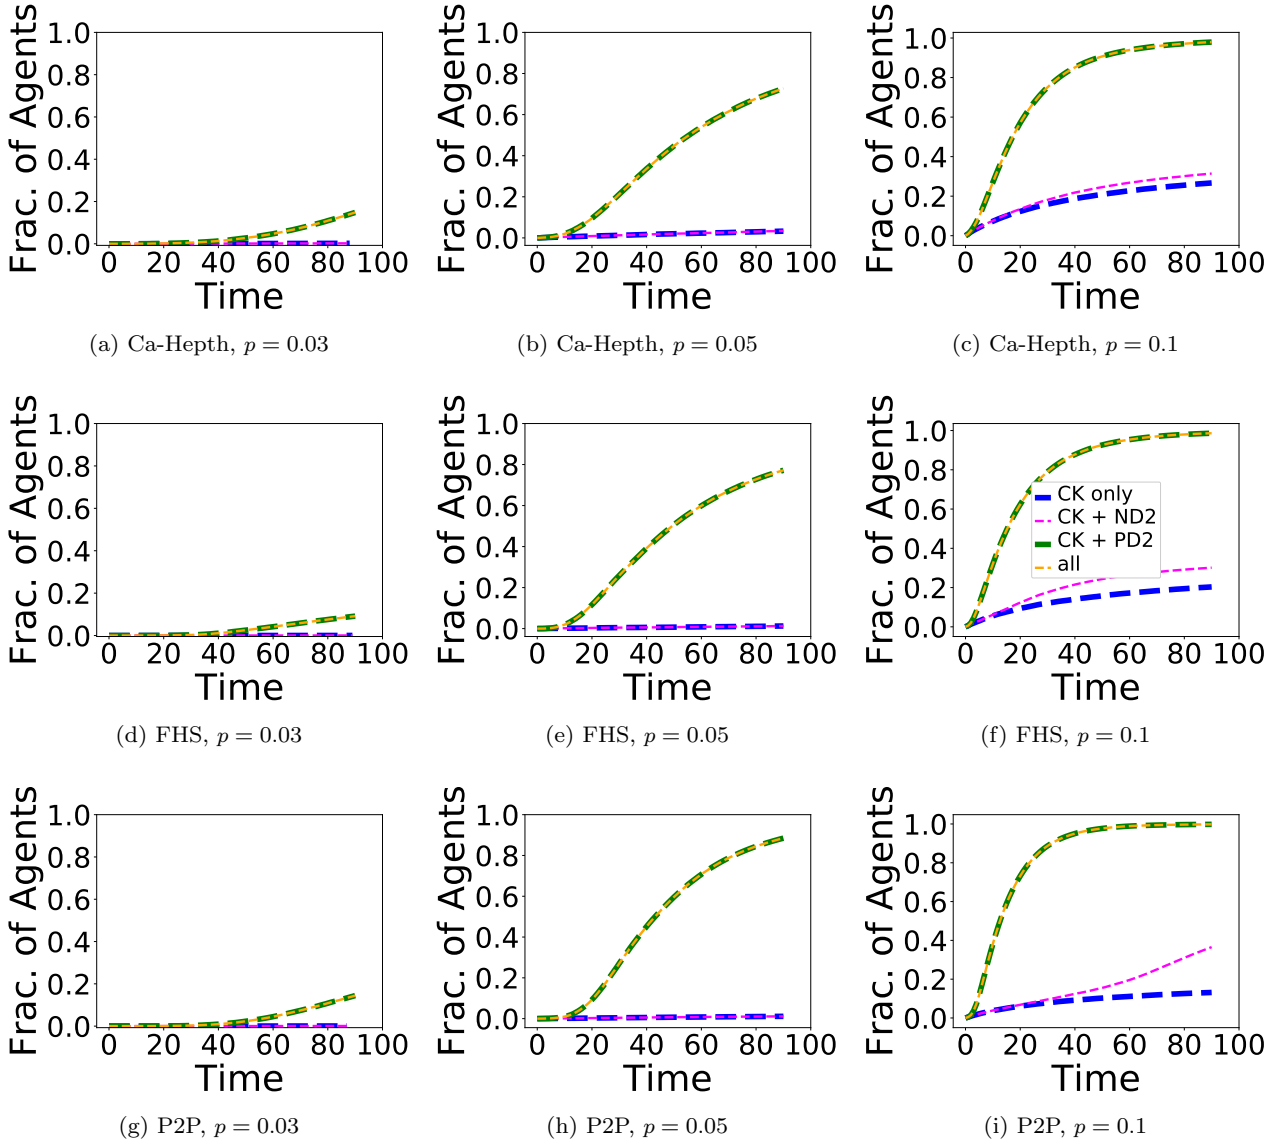 Frac. of Agents
1.0
0.8
0.6
0.4
0.2
0.0
0 20 40 60 80 100
Time
(a) Ca-Hepth, p = 0.03
Frac. of Agents
1.0
0.8
0.6
0.4
0.2
0.0
0 20 40 60 80 100
Time
(b) Ca-Hepth, p = 0.05
Frac. of Agents
1.0
0.8
0.6
0.4
0.2
0.0
0 20 40 60 80 100
Time
(c) Ca-Hepth, p = 0.1
Frac. of Agents
1.0
0.8
0.6
0.4
0.2
0.0
0 20 40 60 80 100
Time
(d) FHS, p = 0.03
Frac. of Agents
1.0
0.8
0.6
0.4
0.2
0.0
0 20 40 60 80 100
Time
(e) FHS, p = 0.05
Frac. of Agents
1.0
0.8
0.6
0.4
0.2
0.0
CK only
CK + ND2
CK + PD2
all
0 20 40 60 80 100
Time
(f) FHS, p = 0.1
Frac. of Agents
1.0
0.8
0.6
0.4
0.2
0.0
0 20 40 60 80 100
Time
(g) P2P, p = 0.03
Frac. of Agents
1.0
0.8
0.6
0.4
0.2
0.0
0 20 40 60 80 100
Time
(h) P2P, p = 0.05
Frac. of Agents
1.0
0.8
0.6
0.4
0.2
0.0
0 20 40 60 80 100
Time
(i) P2P, p = 0.1